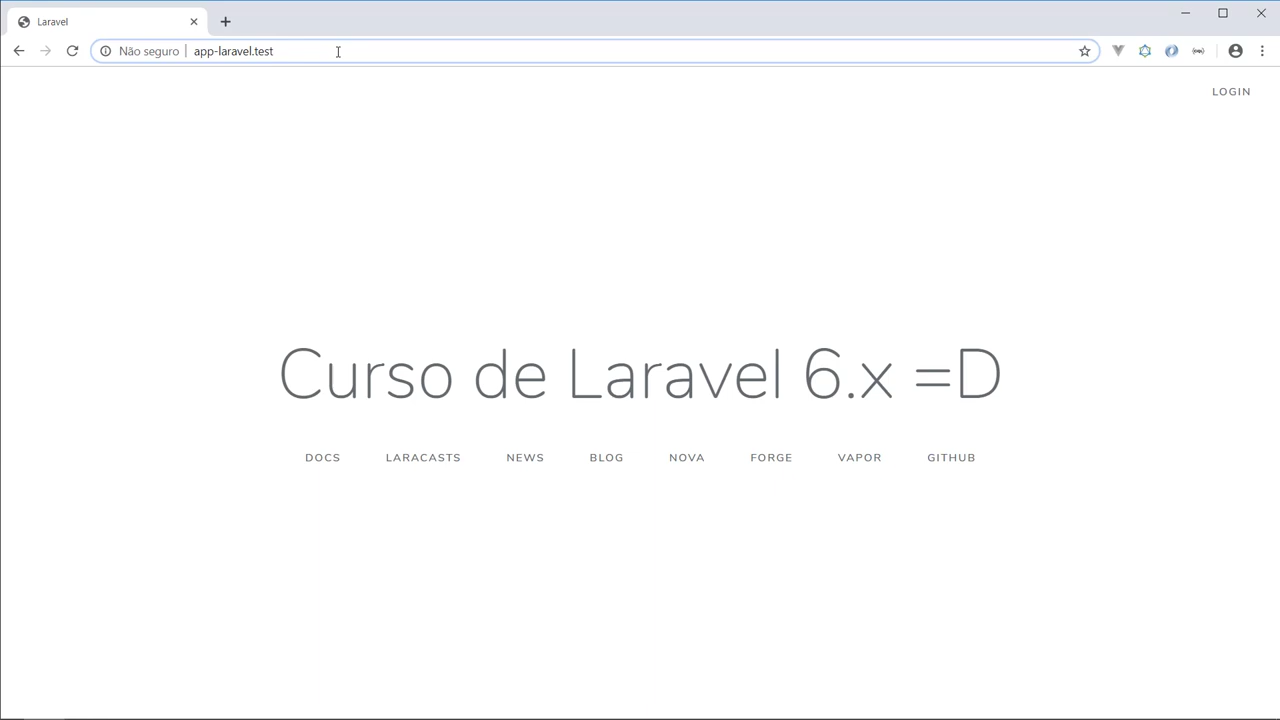 Laravel
Não seguro | app-laravel.test
LOGIN
Curso de Laravel 6.x =D
DOCS LARACASTS NEWS BLOG NOVA FORGE VAPOR GITHUB